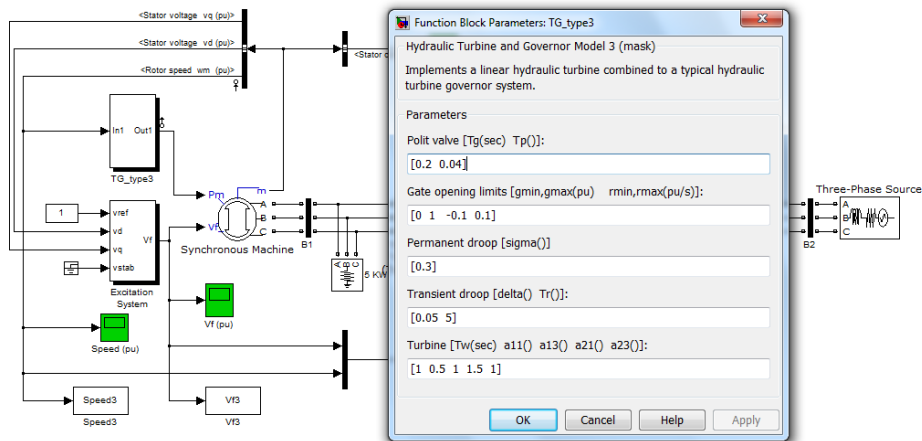 <Stator voltage vq (pu)>
<Stator voltage vd (pu)>
<Rotor speed wm (pu)>
<Stator c
In1 Out1
TG_type3
1
vref
vd
vq
vstab
Vf
Excitation
System
Pm
Vf
m
A
B
C
Synchronous Machine
B1
A B C
5 KW
Speed (pu)
Vf (pu)
Speed3
Speed3
Vf3
Vf3
Function Block Parameters: TG_type3
Hydraulic Turbine and Governor Model 3 (mask)
Implements a linear hydraulic turbine combined to a typical hydraulic
turbine governor system.
Parameters
Polit valve [Tg(sec) Tp()]:
[0.2 0.04]
Gate opening limits [gmin,gmax(pu) rmin,rmax(pu/s]:
[0 1 -0.1 0.1]
Permanent droop [sigma()]
[0.3]
Transient droop [delta() Tr()]:
[0.05 5]
Turbine [Tw(sec) a11() a13() a21() a23()]:
[1 0.5 1 1.5 1]
OK Cancel Help Apply
Three-Phase Source
A
B
C
B2